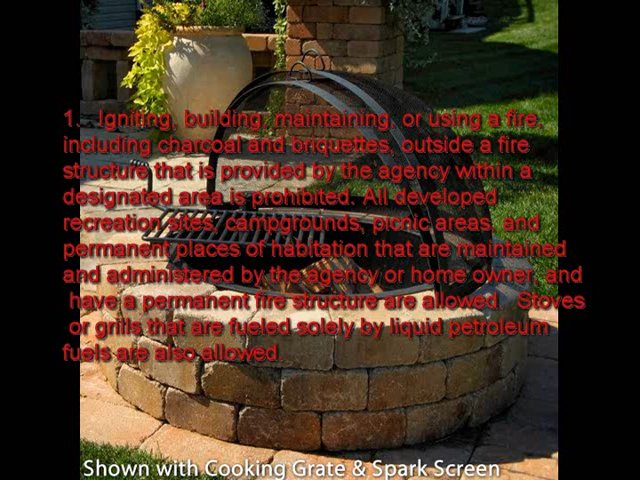 1.   Igniting, building, maintaining, or using a fire,
including charcoal and briquettes, outside a fire
structure that is provided by the agency within a
designated area is prohibited. All developed
recreation sites, campgrounds, picnic areas, and
permanent places of habitation that are maintained
and administered by the agency or home owner, and
have a permanent fire structure are allowed. Stoves
or grills that are fueled solely by liquid petroleum
fuels are also allowed.
Shown with Cooking Grate & Spark Screen